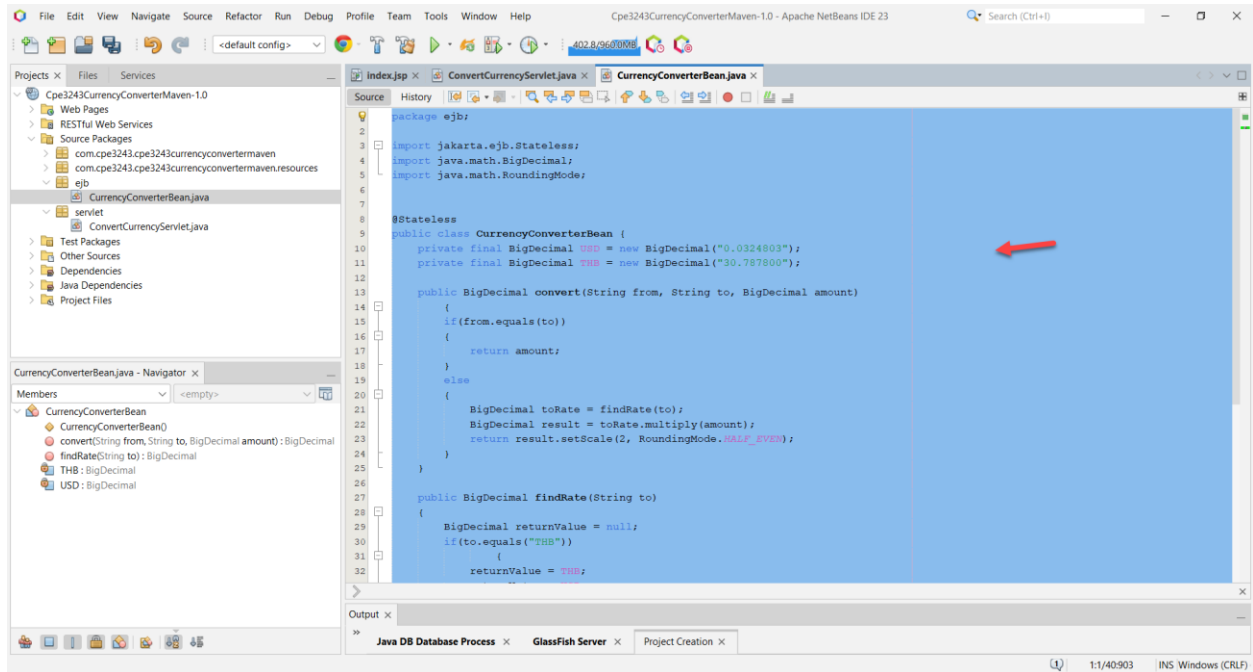 File Edit View Navigate Source Refactor Run Debug Profile Team Tools Window Help
Cpe3243CurrencyConverterMaven-1.0 - Apache NetBeans IDE 23
Search (Ctrl+I)
<default config>
402.8/960.0MB
Projects Files Services
Cpe3243CurrencyConverterMaven-1.0
Web Pages
RESTful Web Services
Source Packages
com.cpe3243.cpe3243currencyconvertermaven
com.cpe3243.cpe3243currencyconvertermaven.resources
ejb
CurrencyConverterBean.java
servlet
ConvertCurrencyServlet.java
Test Packages
Other Sources
Dependencies
Java Dependencies
Project Files
CurrencyConverterBean.java - Navigator
Members <empty>
CurrencyConverterBean
CurrencyConverterBean()
convert(String from, String to, BigDecimal amount) : BigDecimal
findRate(String to) : BigDecimal
THB : BigDecimal
USD : BigDecimal
index.jsp ConvertCurrencyServlet.java CurrencyConverterBean.java
Source History
package ejb;
2
3 import jakarta.ejb.Stateless;
4 import java.math.BigDecimal;
5 import java.math.RoundingMode;
6
7
8 @Stateless
9 public class CurrencyConverterBean {
10 private final BigDecimal USD = new BigDecimal("0.0324803");
11 private final BigDecimal THB = new BigDecimal("30.787800");
12
13 public BigDecimal convert(String from, String to, BigDecimal amount)
14 {
15 if(from.equals(to))
16 {
17 return amount;
18 }
19 else
20 {
21 BigDecimal toRate = findRate(to);
22 BigDecimal result = toRate.multiply(amount);
23 return result.setScale(2, RoundingMode.HALF_EVEN);
24 }
25 }
26
27 public BigDecimal findRate(String to)
28 {
29 BigDecimal returnValue = null;
30 if(to.equals("THB"))
31 {
32 returnValue = THB;
Output
Java DB Database Process GlassFish Server Project Creation
1:1/40:903 INS Windows (CRLF)